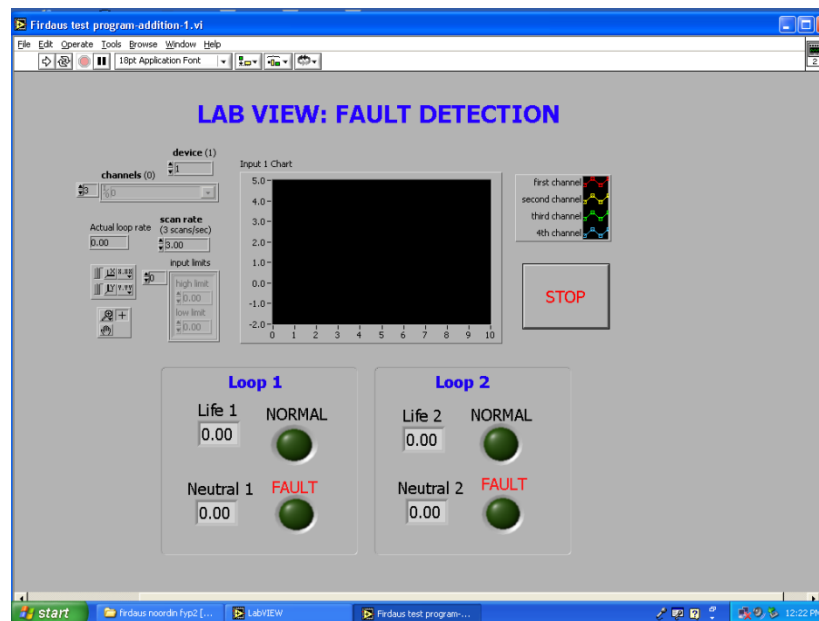 Firdaus test program-addition-1.vi
File Edit Operate Tools Browse Window Help
18pt Application Font
2
LAB VIEW: FAULT DETECTION
device (1)
1
channels (0)
3
0
Actual loop rate
0.00
scan rate
(3 scans/sec)
3.00
input limits
0
high limit
0.00
low limit
0.00
Input 1 Chart
5.0
4.0
3.0
2.0
1.0
0.0
-1.0
-2.0
0 1 2 3 4 5 6 7 8 9 10
first channel
second channel
third channel
4th channel
STOP
Loop 1
Life 1 NORMAL
0.00
Neutral 1 FAULT
0.00
Loop 2
Life 2 NORMAL
0.00
Neutral 2 FAULT
0.00
start firdaus noordin fyp2 [... LabVIEW Firdaus test program-... 12:22 PM